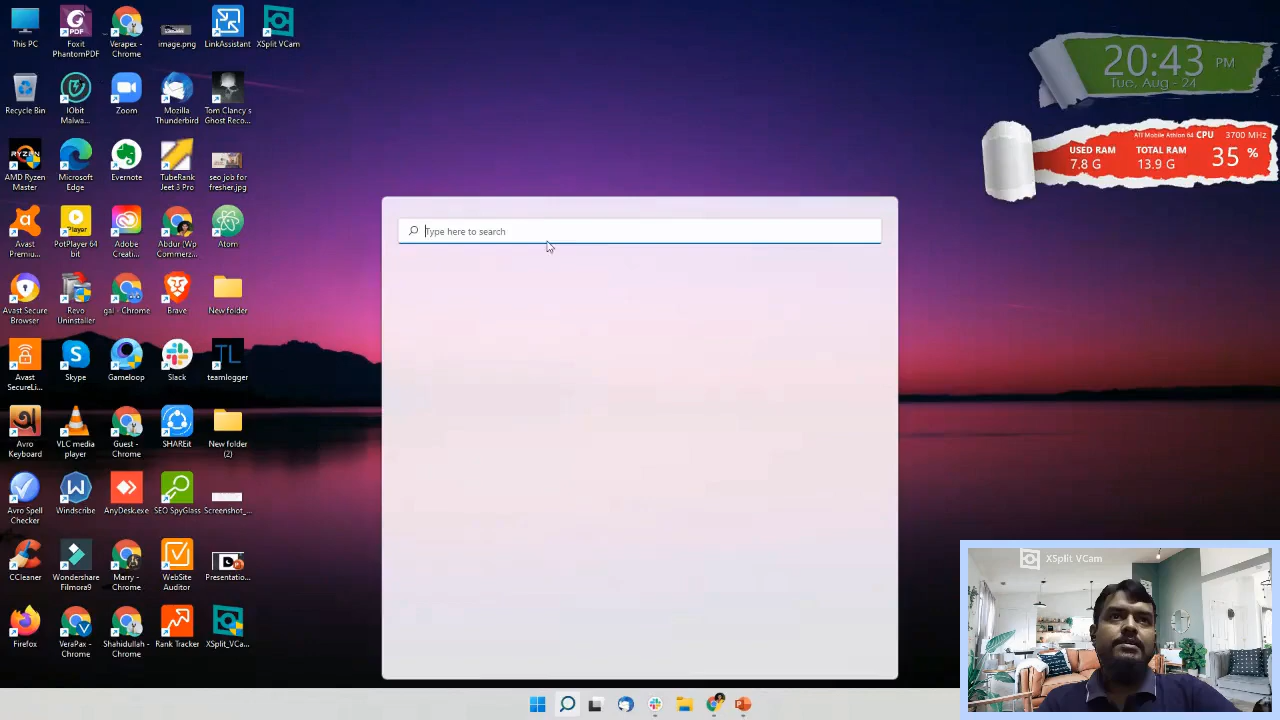 This PC
Foxit
PhantomPDF
Verapex -
Chrome
image.png
LinkAssistant
XSplit VCam
Recycle Bin
IObit
Malwa...
Zoom
Mozilla
Thunderbird
Tom Clancy's
Ghost Reco...
AMD Ryzen
Master
Microsoft
Edge
Evernote
TubeRank
Jeet 3 Pro
seo job for
fresher.jpg
Avast
Premiu...
PotPlayer 64
bit
Adobe
Creati...
Abdur (Wp
Commerz...
Atom
Avast Secure
Browser
Revo
Uninstaller
gal - Chrome
Brave
New folder
Avast
SecureLi...
Skype
Gameloop
Slack
teamlogger
Avro
Keyboard
VLC media
player
Guest -
Chrome
SHAREit
New folder
(2)
Avro Spell
Checker
Windscribe
AnyDesk.exe
SEO SpyGlass
Screenshot_...
CCleaner
Wondershare
Filmora9
Marry -
Chrome
WebSite
Auditor
Presentatio...
Firefox
VeraPax -
Chrome
Shahidullah -
Chrome
Rank Tracker
XSplit_VCa...
Type here to search
20:43 PM
Tue, Aug - 24
ATI Mobile Athlon 64 CPU 3700 MHz
USED RAM TOTAL RAM 35 %
7.8 G 13.9 G
XSplit VCam